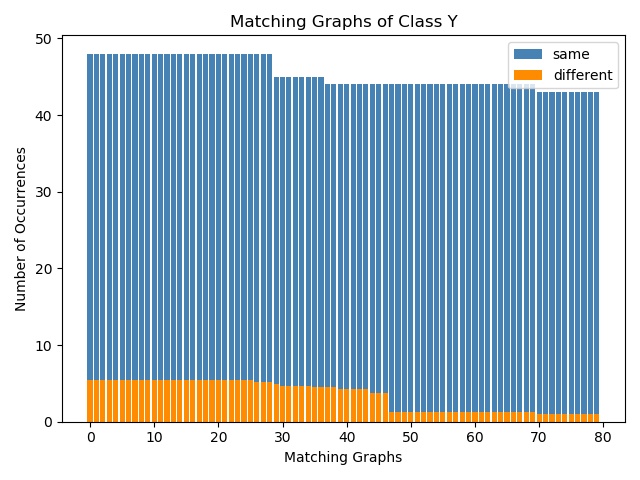 Matching Graphs of Class Y
same
different
Number of Occurrences
50
40
30
20
10
0
0 10 20 30 40 50 60 70 80
Matching Graphs